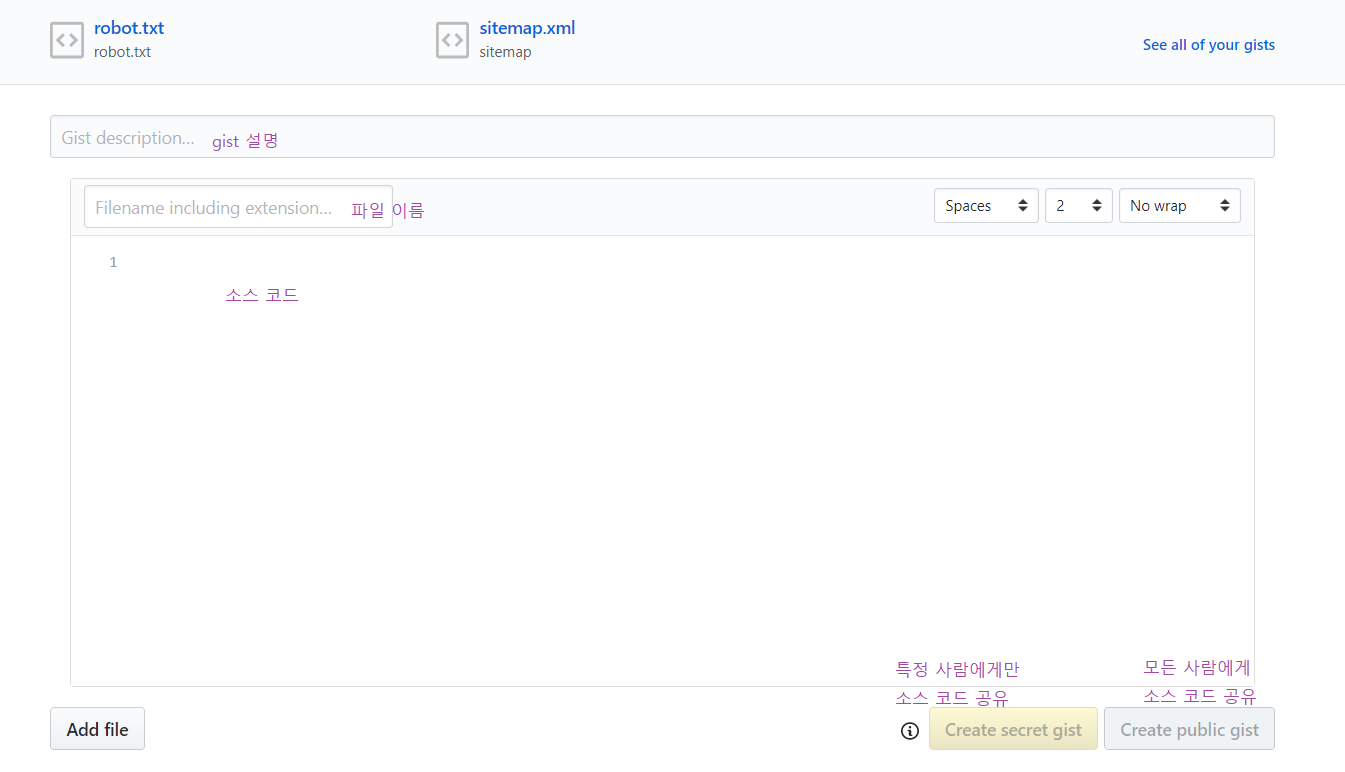 robot.txt
robot.txt
sitemap.xml
sitemap
See all of your gists
Gist description... gist 설명
Filename including extension... 파일 이름
Spaces 2 No wrap
1
소스 코드
특정 사람에게만
소스 코드 공유
모든 사람에게
소스 코드 공유
Add file
Create secret gist
Create public gist